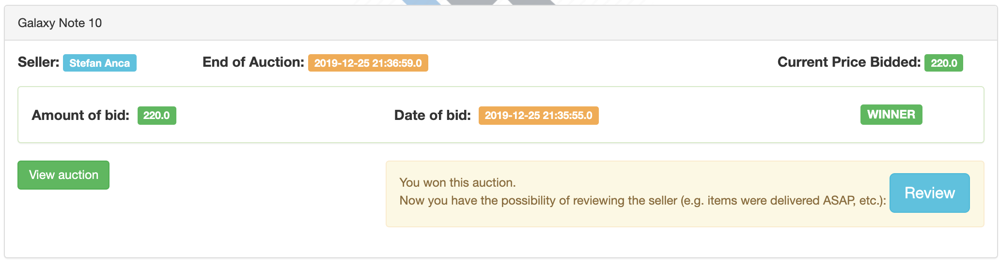 Galaxy Note 10
Seller: Stefan Anca End of Auction: 2019-12-25 21:36:59.0 Current Price Bidded: 220.0
Amount of bid: 220.0 Date of bid: 2019-12-25 21:35:55.0 WINNER
View auction
You won this auction.
Now you have the possibility of reviewing the seller (e.g. items were delivered ASAP, etc.): Review